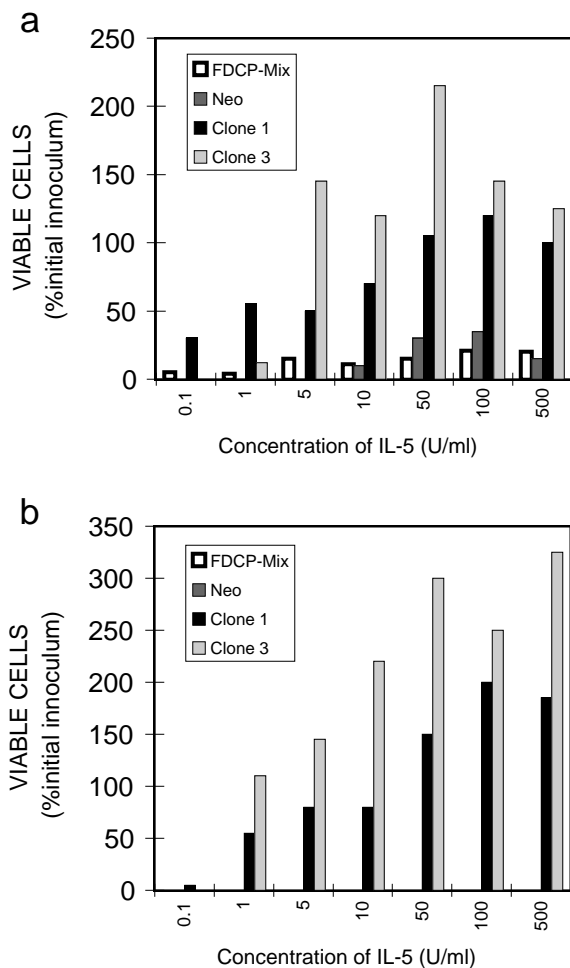 a
VIABLE CELLS
(%initial innoculum)
250
200
150
100
50
0
FDCP-Mix
Neo
Clone 1
Clone 3
0.1
1
5
10
50
100
500
Concentration of IL-5 (U/ml)
b
VIABLE CELLS
(%initial innoculum)
350
300
250
200
150
100
50
0
FDCP-Mix
Neo
Clone 1
Clone 3
0.1
1
5
10
50
100
500
Concentration of IL-5 (U/ml)